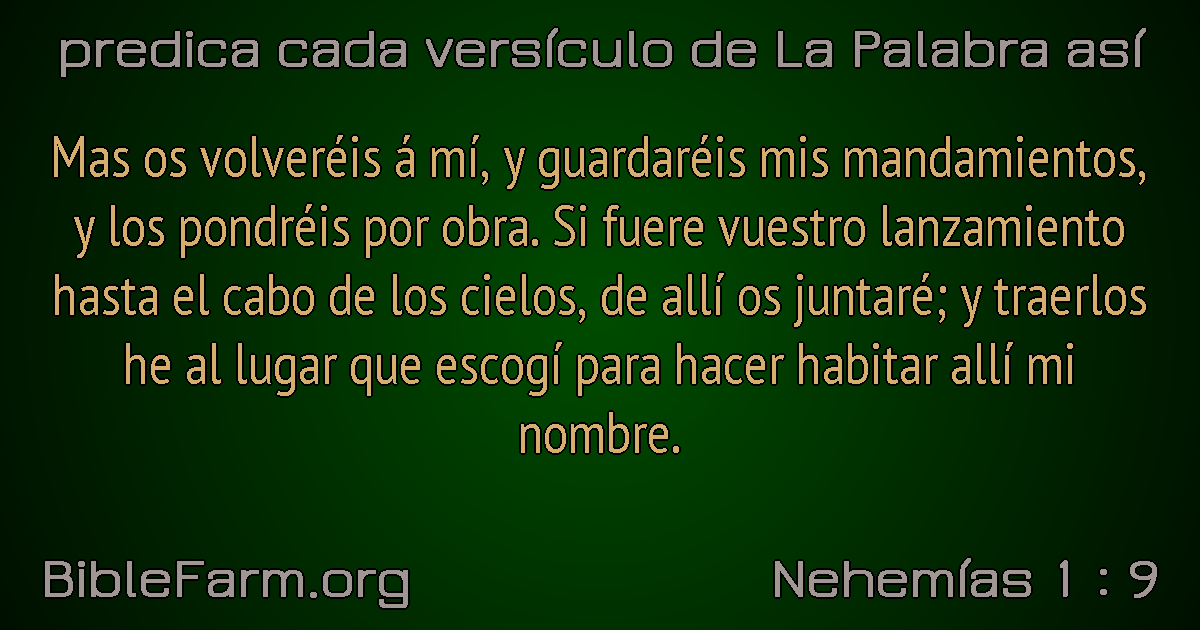 predica cada versículo de La Palabra así
Mas os volveréis á mí, y guardaréis mis mandamientos,
y los pondréis por obra. Si fuere vuestro lanzamiento
hasta el cabo de los cielos, de allí os juntaré; y traerlos
he al lugar que escogí para hacer habitar allí mi
nombre.
BibleFarm.org
Nehemías 1 : 9